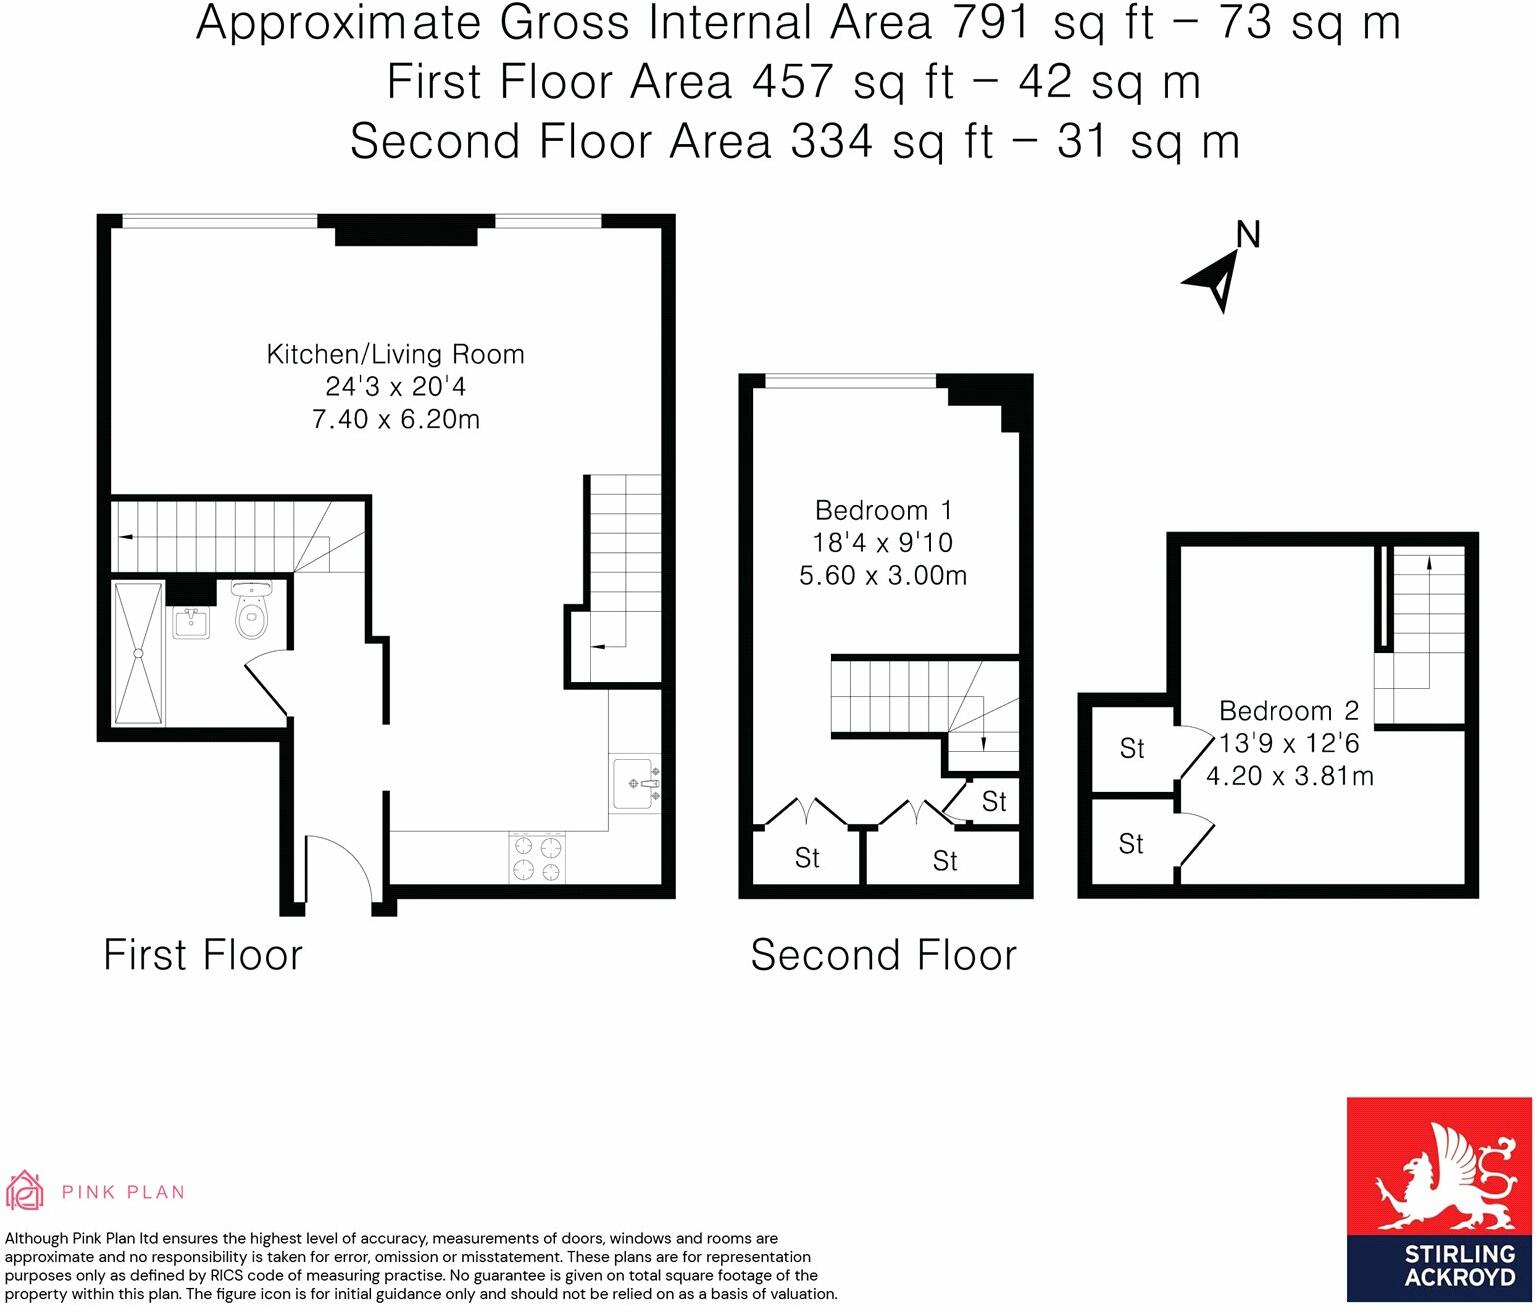 Approximate Gross Internal Area 791 sq ft – 73 sq m
First Floor Area 457 sq ft – 42 sq m
Second Floor Area 334 sq ft – 31 sq m
N
Kitchen/Living Room
24'3 x 20'4
7.40 x 6.20m
Bedroom 1
18'4 x 9'10
5.60 x 3.00m
St
St
St
Bedroom 2
13'9 x 12'6
4.20 x 3.81m
St
St
First Floor
Second Floor
PINK PLAN
Although Pink Plan ltd ensures the highest level of accuracy, measurements of doors, windows and rooms are
approximate and no responsibility is taken for error, omission or misstatement. These plans are for representation
purposes only as defined by RICS code of measuring practise. No guarantee is given on total square footage of the
property within this plan. The figure icon is for initial guidance only and should not be relied on as a basis of valuation.
STIRLING
ACKROYD